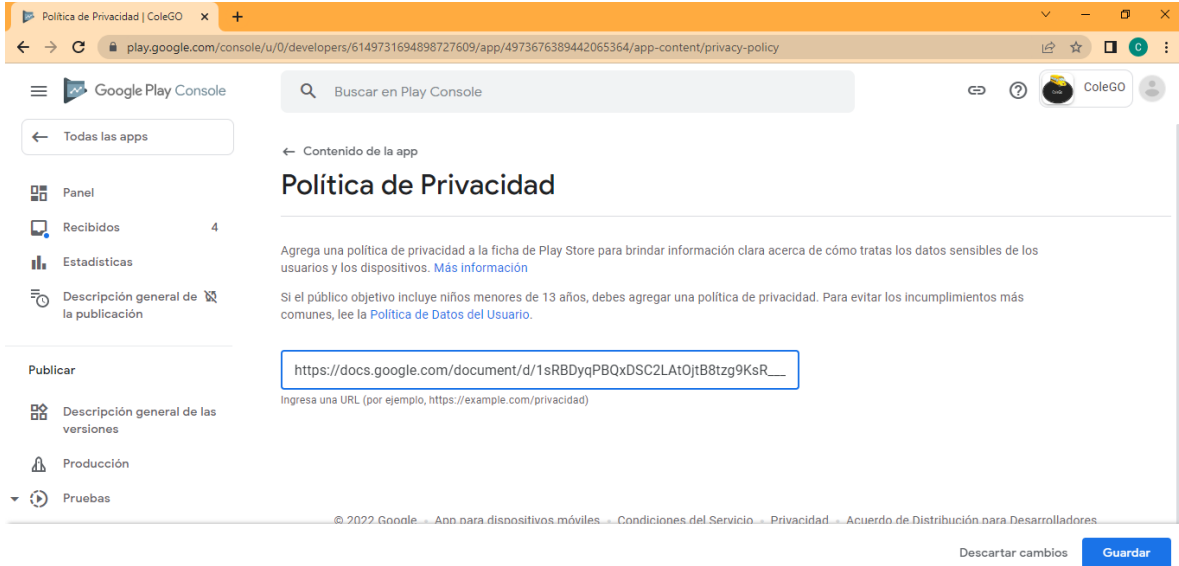 Política de Privacidad | ColeGO
play.google.com/console/u/0/developers/6149731694898727609/app/4973676389442065364/app-content/privacy-policy
C
Google Play Console
Buscar en Play Console
ColeGO
Todas las apps
Panel
Recibidos 4
Estadísticas
Descripción general de
la publicación
Publicar
Descripción general de las
versiones
Producción
Pruebas
Contenido de la app
Política de Privacidad
Agrega una política de privacidad a la ficha de Play Store para brindar información clara acerca de cómo tratas los datos sensibles de los
usuarios y los dispositivos. Más información
Si el público objetivo incluye niños menores de 13 años, debes agregar una política de privacidad. Para evitar los incumplimientos más
comunes, lee la Política de Datos del Usuario.
https://docs.google.com/document/d/1sRBDyqPBQxDSC2LAtOjtB8tzg9KsR___
Ingresa una URL (por ejemplo, https://example.com/privacidad)
© 2022 Google · App para dispositivos móviles · Condiciones del Servicio · Privacidad · Acuerdo de Distribución para Desarrolladores
Descartar cambios
Guardar